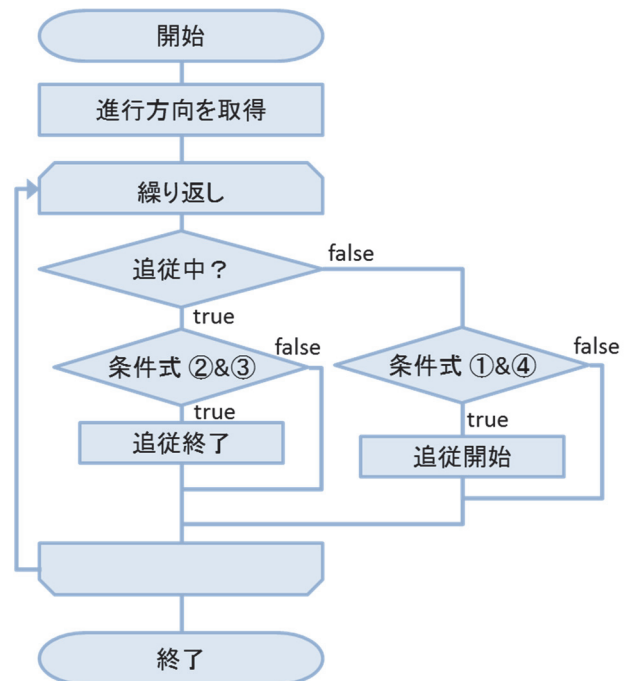 開始
進行方向を取得
繰り返し
追従中？
false
true
条件式 ②&③
false
true
追従終了
条件式 ①&④
false
true
追従開始
終了